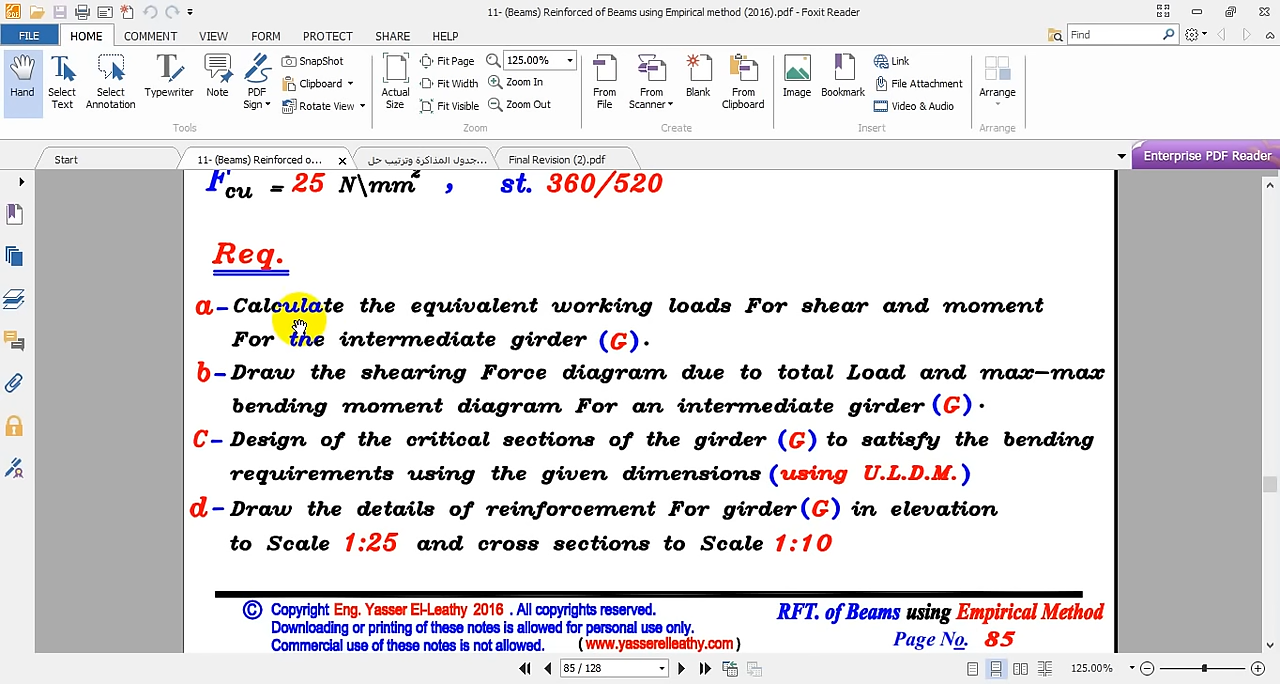 11- (Beams) Reinforced of Beams using Empirical method (2016).pdf - Foxit Reader
FILE HOME COMMENT VIEW FORM PROTECT SHARE HELP Find
Hand
Select Text
Select Annotation
Typewriter
Note
PDF Sign
SnapShot
Clipboard
Rotate View
Tools
Actual Size
Fit Page
Fit Width
Fit Visible
125.00%
Zoom In
Zoom Out
Zoom
From File
From Scanner
Blank
From Clipboard
Create
Image
Bookmark
Link
File Attachment
Video & Audio
Insert
Arrange
Arrange
Start
11- (Beams) Reinforced o...
جدول المذاكرة وترتيب حل...
Final Revision (2).pdf
Enterprise PDF Reader
Fcu = 25 N\mm² , st. 360/520
Req.
a- Calculate the equivalent working loads For shear and moment
For the intermediate girder (G).
b- Draw the shearing Force diagram due to total Load and max-max
bending moment diagram For an intermediate girder (G).
C- Design of the critical sections of the girder (G) to satisfy the bending
requirements using the given dimensions (using U.L.D.M.)
d- Draw the details of reinforcement For girder (G) in elevation
to Scale 1:25 and cross sections to Scale 1:10
© Copyright Eng. Yasser El-Leathy 2016 . All copyrights reserved.
Downloading or printing of these notes is allowed for personal use only.
Commercial use of these notes is not allowed. ( www.yasserelleathy.com )
RFT. of Beams using Empirical Method
Page No. 85
85 / 128
125.00%